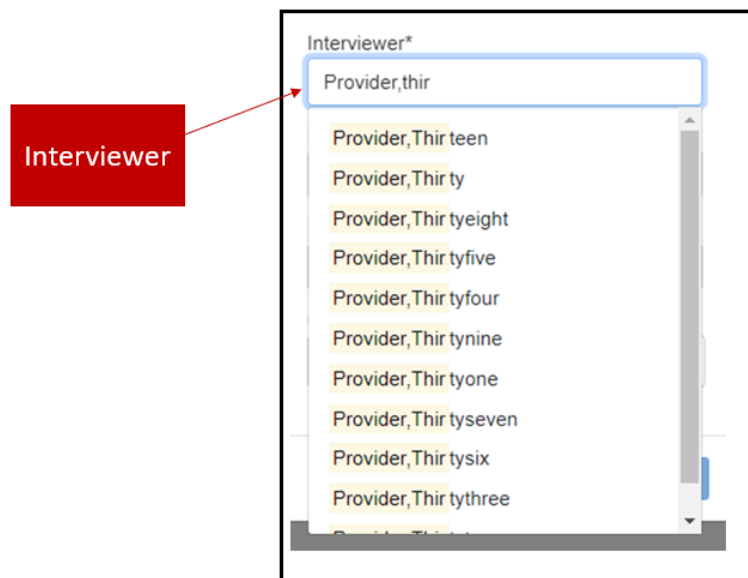 Interviewer*
Provider,thir
Interviewer
Provider,Thirteen
Provider,Thirty
Provider,Thirtyeight
Provider,Thirtyfive
Provider,Thirtyfour
Provider,Thirtynine
Provider,Thirtyone
Provider,Thirtyseven
Provider,Thirtysix
Provider,Thirtythree